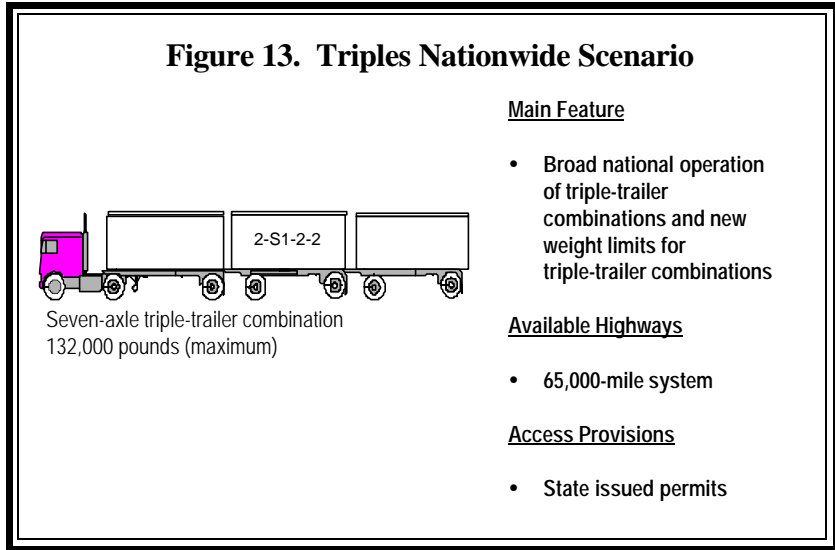 Figure 13. Triples Nationwide Scenario
2-S1-2-2
Seven-axle triple-trailer combination
132,000 pounds (maximum)
Main Feature
• Broad national operation
of triple-trailer
combinations and new
weight limits for
triple-trailer combinations
Available Highways
• 65,000-mile system
Access Provisions
• State issued permits